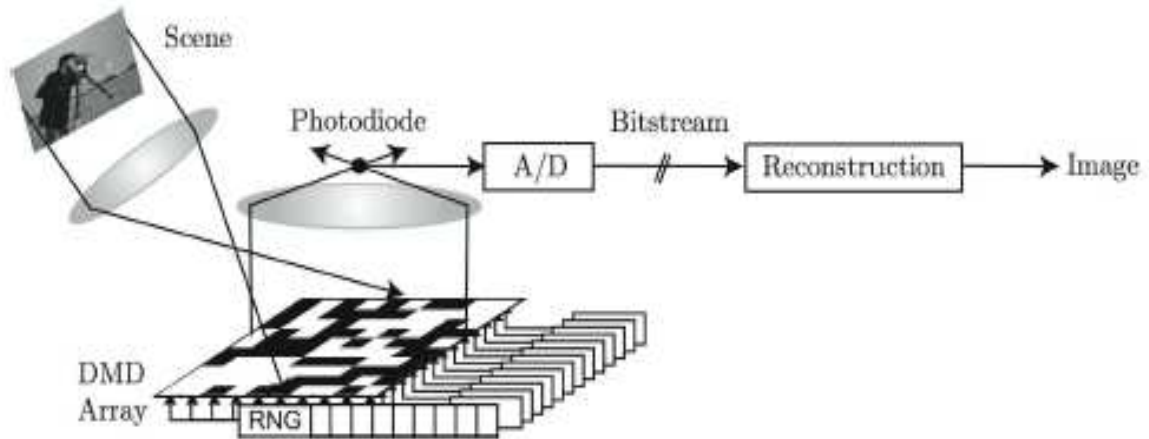 Scene
Photodiode
A/D
Bitstream
Reconstruction
Image
DMD
Array
RNG